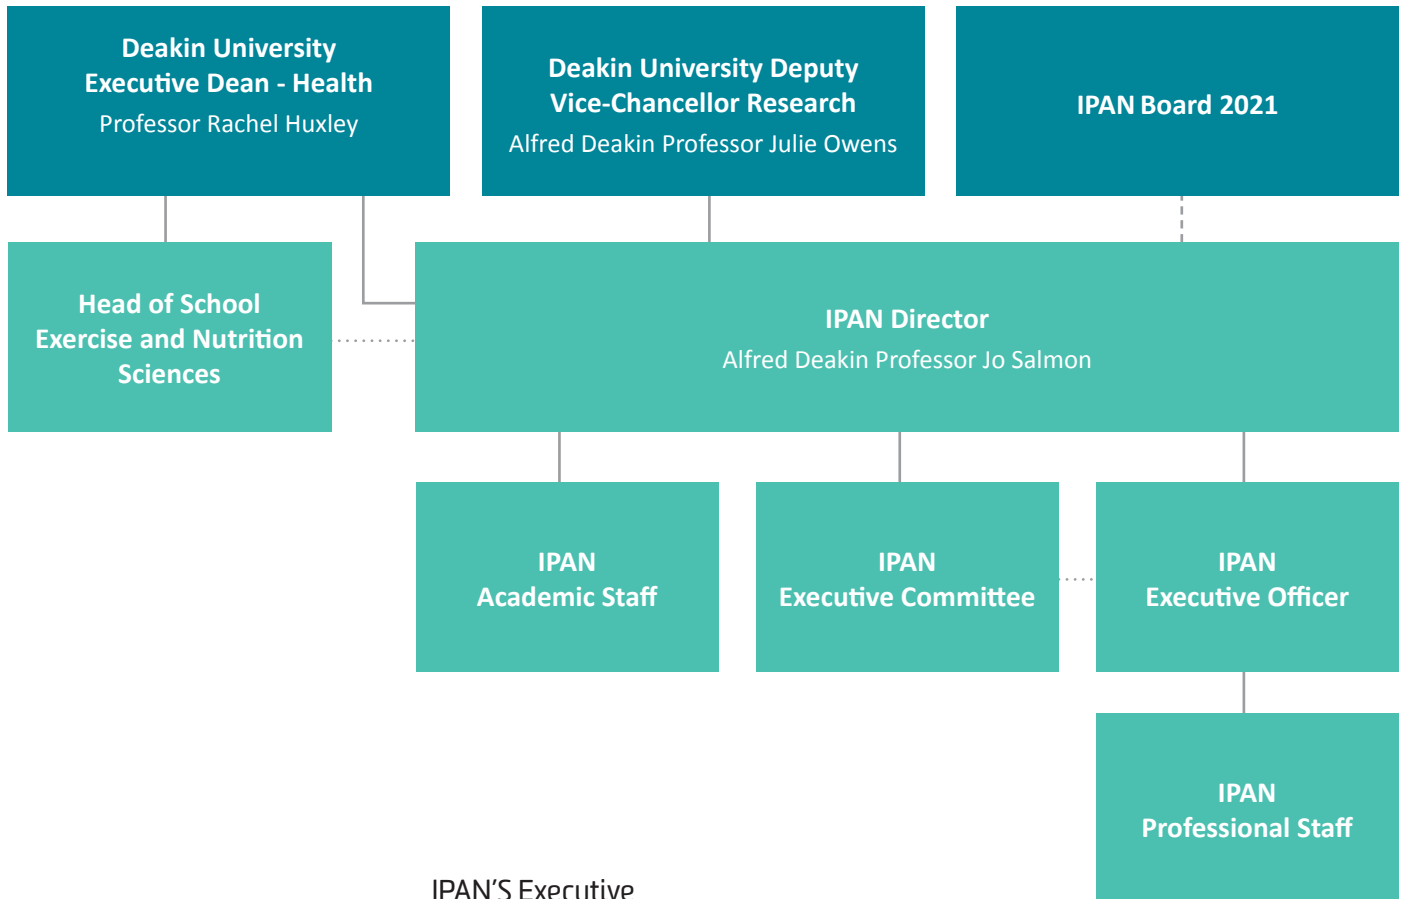 Deakin University
Executive Dean - Health
Professor Rachel Huxley
Deakin University Deputy
Vice-Chancellor Research
Alfred Deakin Professor Julie Owens
IPAN Board 2021
Head of School
Exercise and Nutrition
Sciences
IPAN Director
Alfred Deakin Professor Jo Salmon
IPAN
Academic Staff
IPAN
Executive Committee
IPAN
Executive Officer
IPAN
Professional Staff
IPAN'S Executive